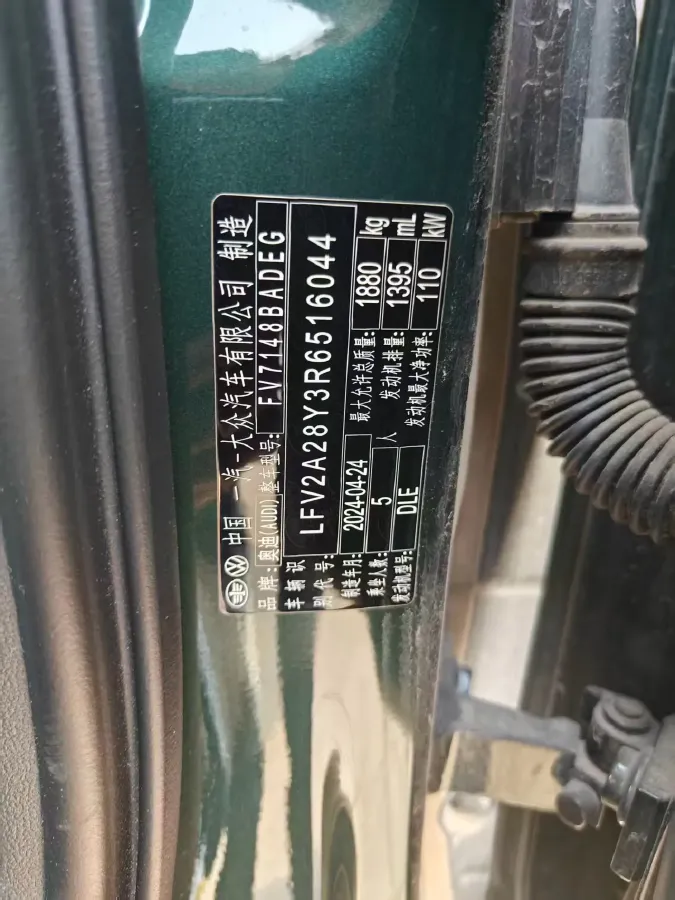 中国 一汽-大众汽车有限公司 制造
品牌: 奥迪(AUDI) 整车型号: FV7148BADEG
车辆识别代号: LFV2A28Y3R6516044
制造年月: 2024-04-24 最大允许总质量: 1880 kg
乘坐人数: 5 人 发动机排量: 1395 mL
发动机型号: DLE 发动机最大净功率: 110 kW